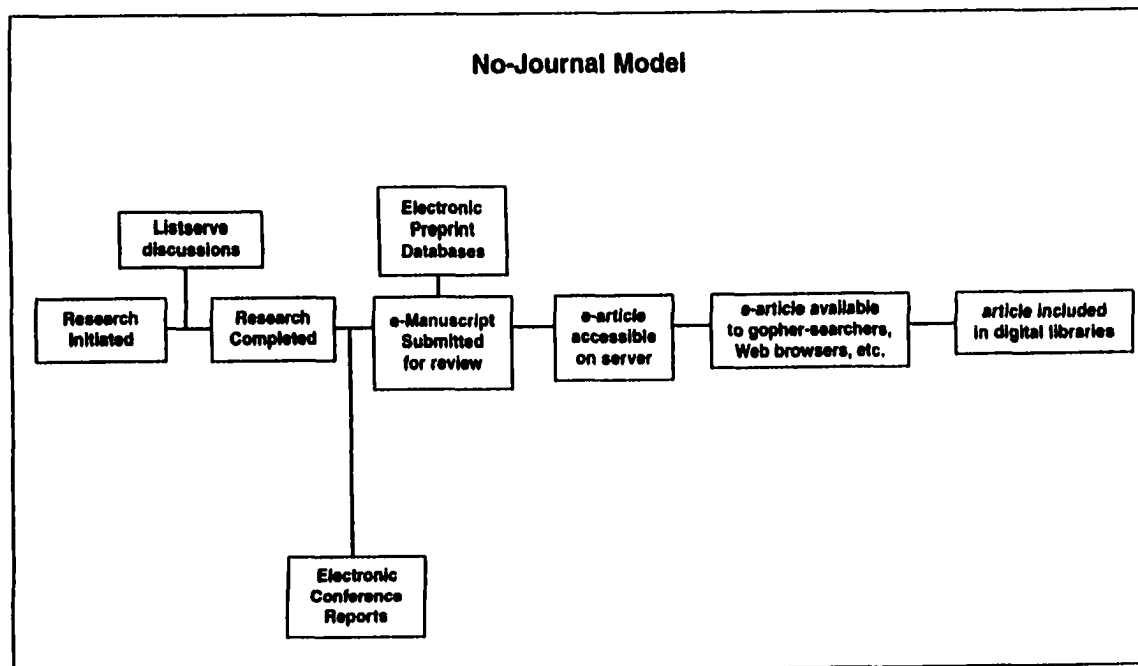 No-Journal Model
Listserve
discussions
Electronic
Preprint
Databases
Research
Initiated
Research
Completed
e-Manuscript
Submitted
for review
e-article
accessible
on server
e-article available
to gopher-searchers,
Web browsers, etc.
article included
in digital libraries
Electronic
Conference
Reports